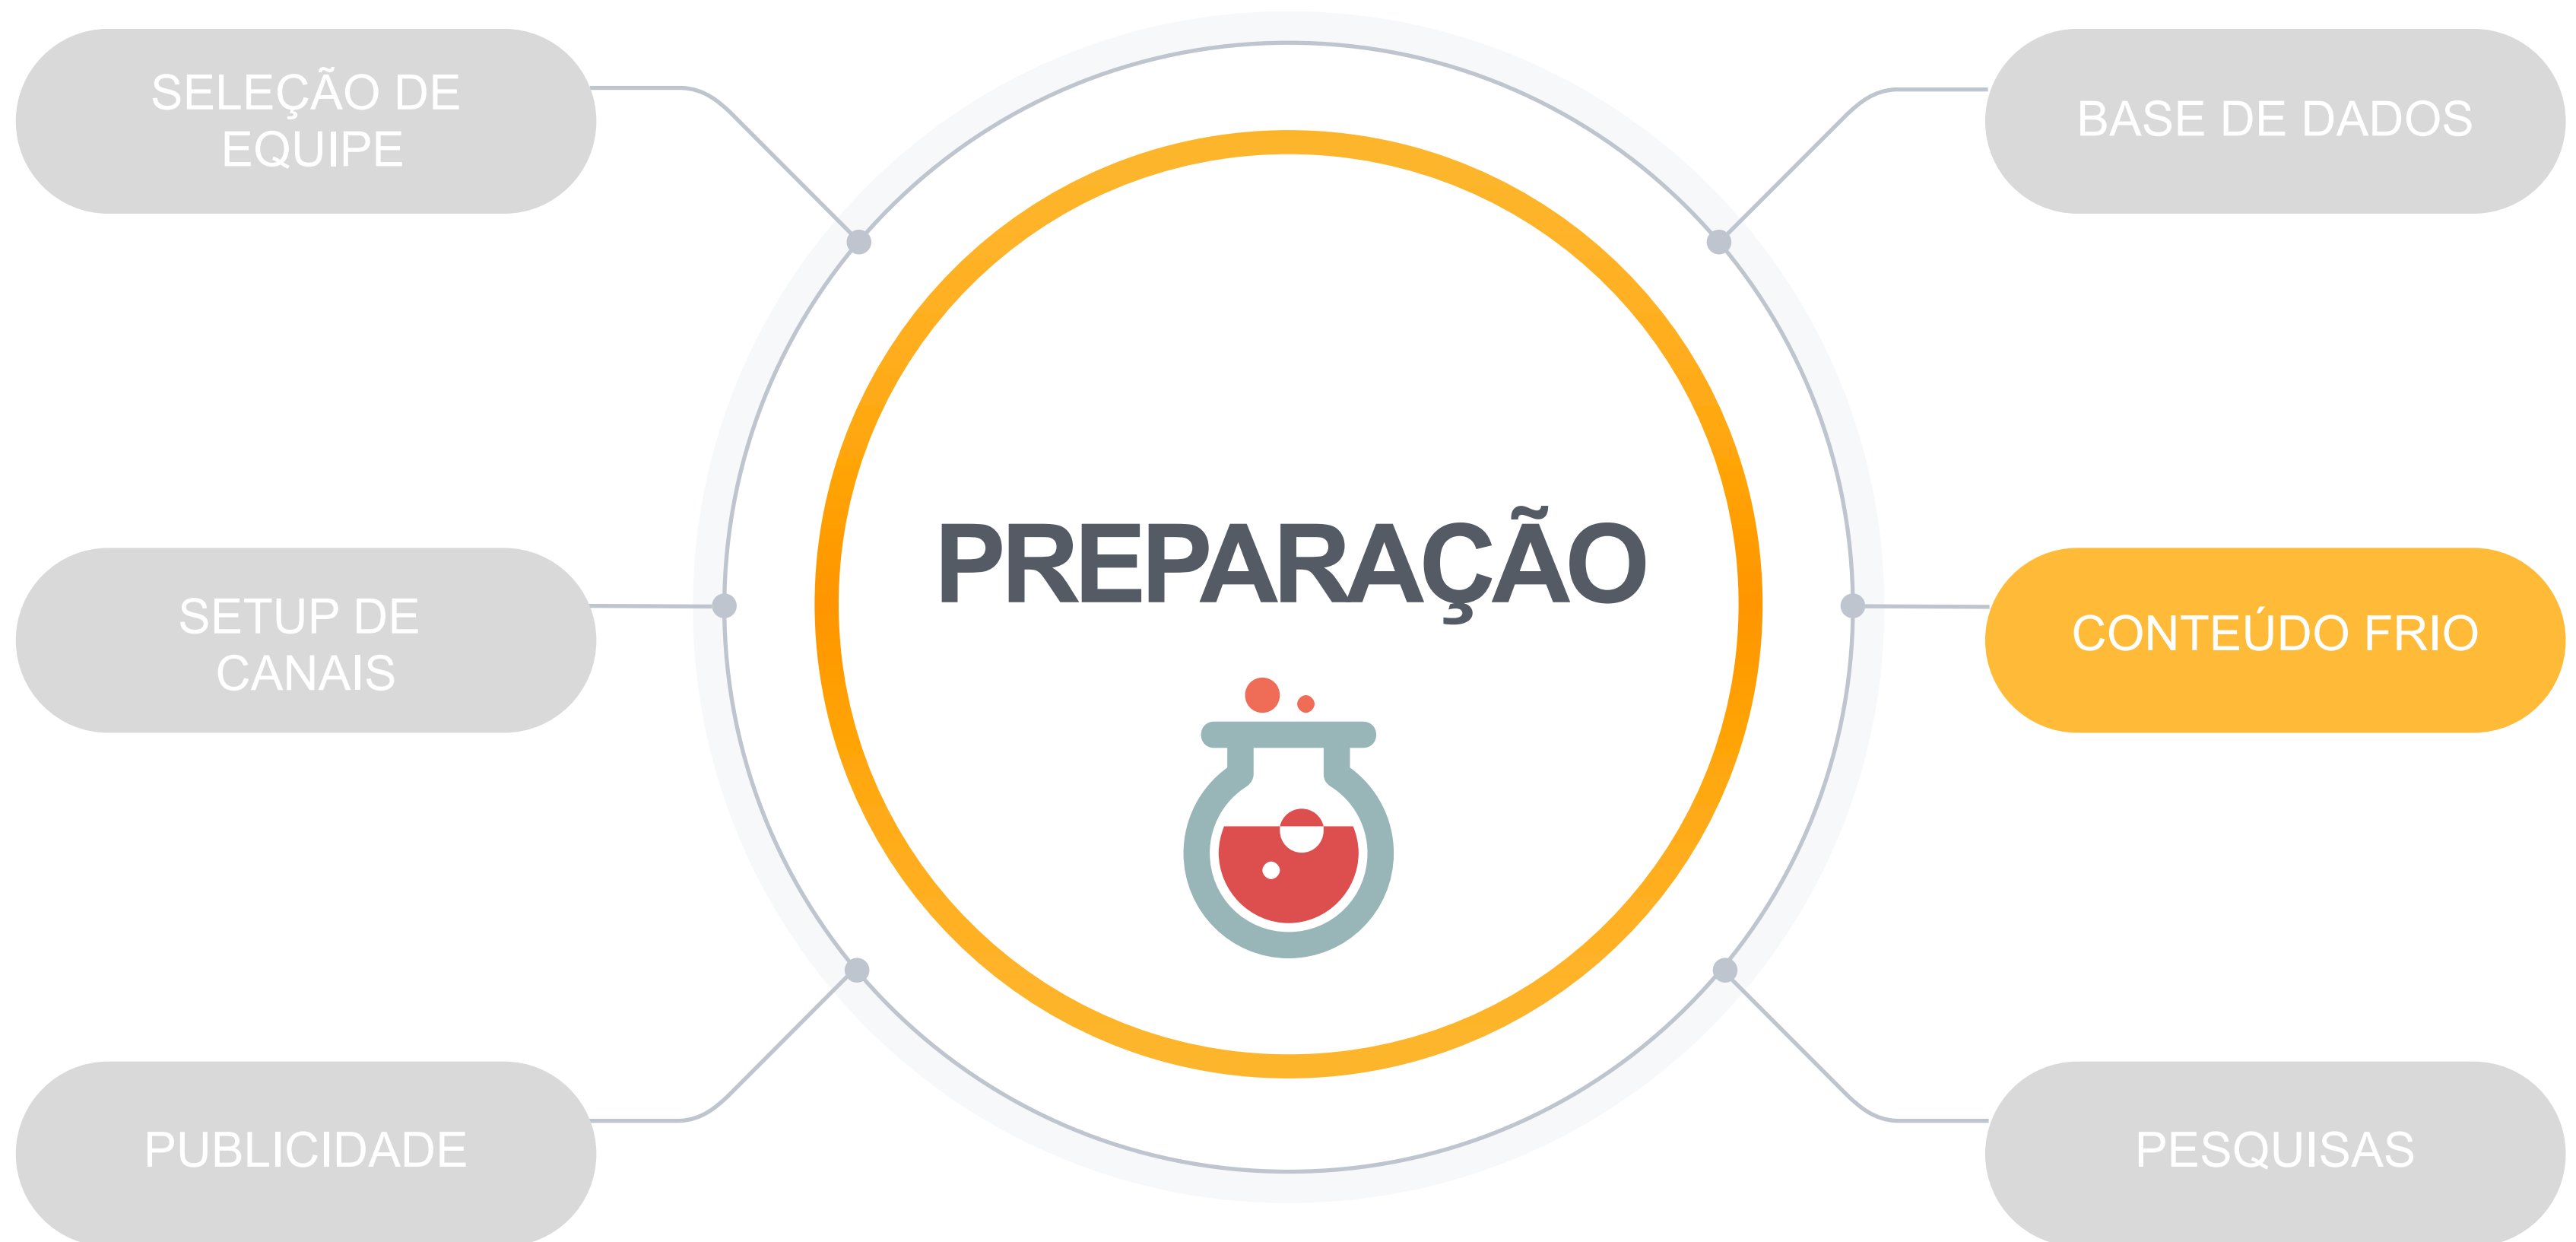 SELEÇÃO DE
EQUIPE
BASE DE DADOS
PREPARAÇÃO
SETUP DE
CANAIS
CONTEÚDO FRIO
PUBLICIDADE
PESQUISAS